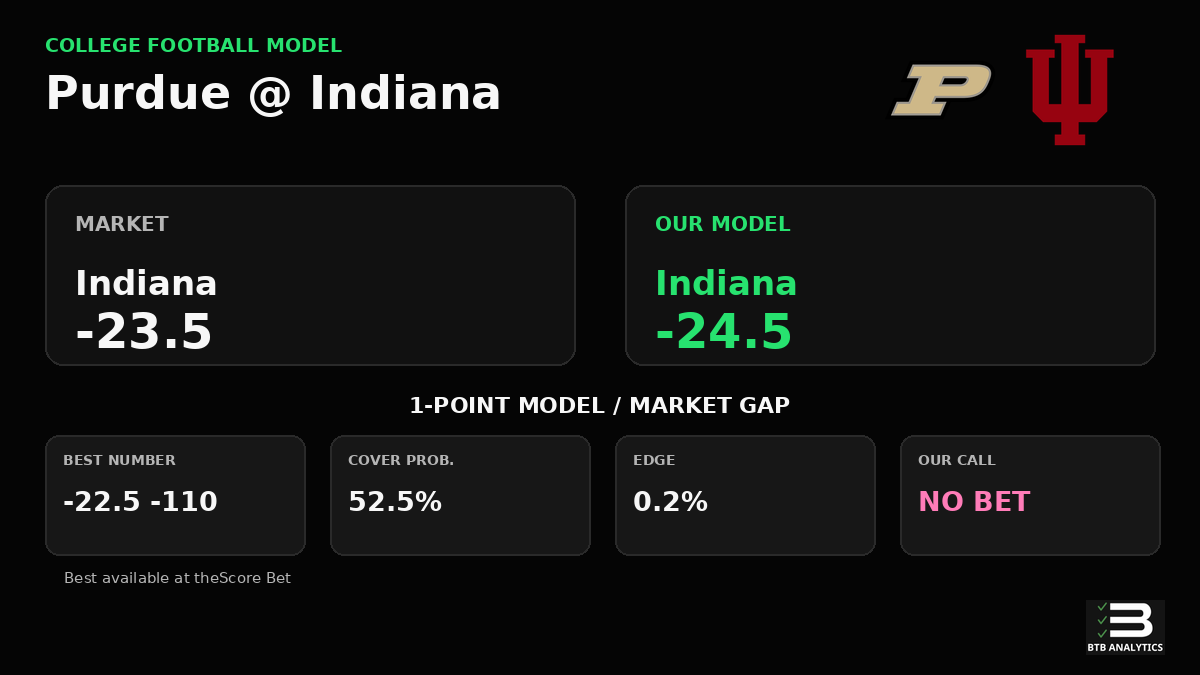 COLLEGE FOOTBALL MODEL
Purdue @ Indiana
MARKET
Indiana
-23.5
OUR MODEL
Indiana
-24.5
1-POINT MODEL / MARKET GAP
BEST NUMBER
-22.5 -110
COVER PROB.
52.5%
EDGE
0.2%
OUR CALL
NO BET
Best available at theScore Bet
BTB ANALYTICS